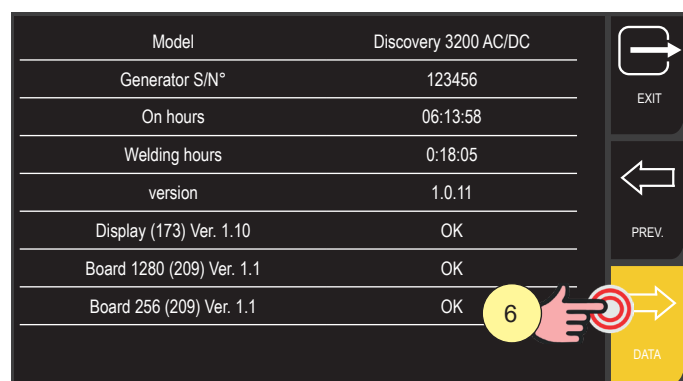 Model Discovery 3200 AC/DC
Generator S/N° 123456
On hours 06:13:58
Welding hours 0:18:05
version 1.0.11
Display (173) Ver. 1.10 OK
Board 1280 (209) Ver. 1.1 OK
Board 256 (209) Ver. 1.1 OK
6
EXIT
PREV.
DATA